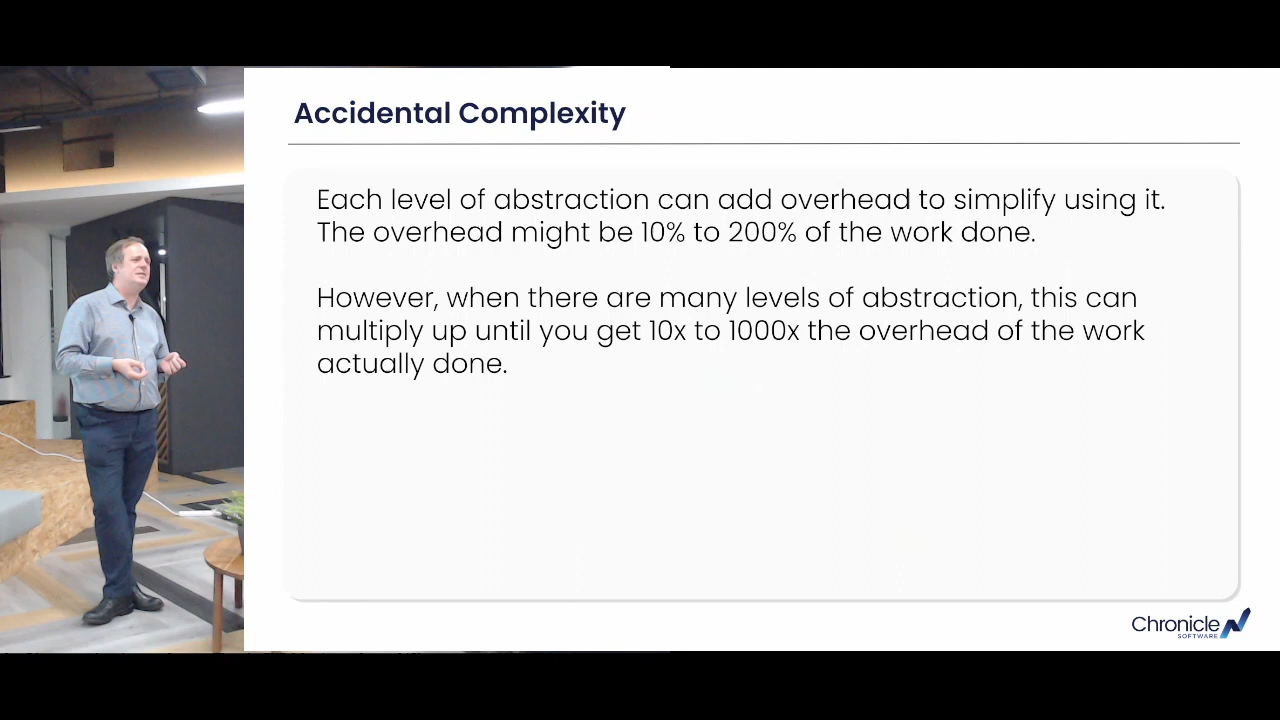 Accidental Complexity
Each level of abstraction can add overhead to simplify using it.
The overhead might be 10% to 200% of the work done.
However, when there are many levels of abstraction, this can
multiply up until you get 10x to 1000x the overhead of the work
actually done.
Chronicle
SOFTWARE